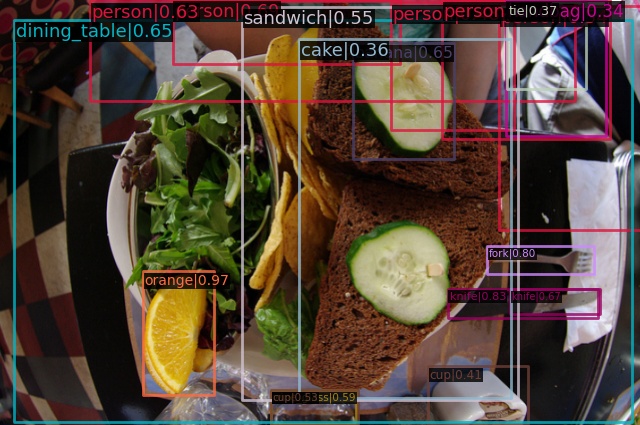 person|0.63
son|0.60
sandwich|0.55
perso
person
tie|0.37
ag|0.34
dining_table|0.65
cake|0.36
ana|0.65
fork|0.80
orange|0.97
knife|0.83
knife|0.67
cup|0.41
cup|0.53
ss|0.59